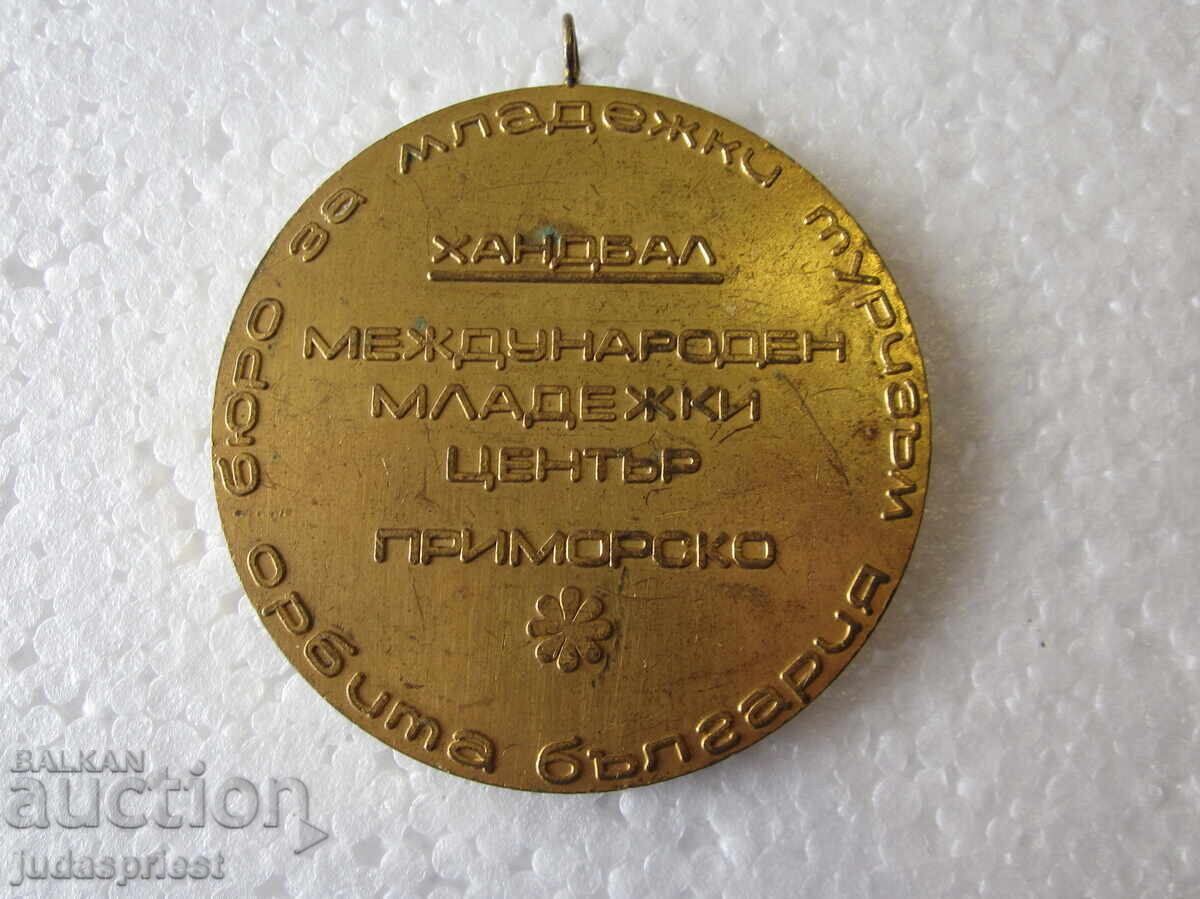 бюро за младежки туризъм
ХАНДБАЛ
МЕЖДУНАРОДЕН
МЛАДЕЖКИ
ЦЕНТЪР
ПРИМОРСКО
орбита българия
BALKAN
auction
judaspriest